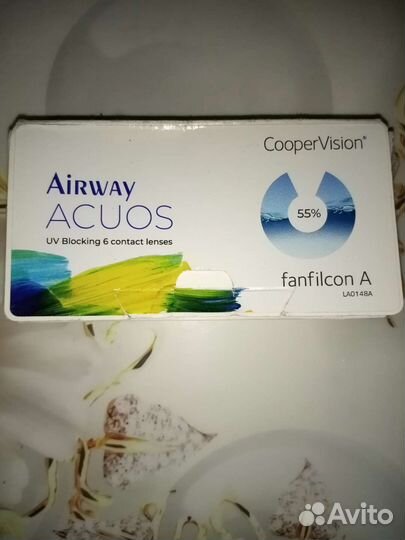 CooperVision®
AIRWAY
ACUOS
UV Blocking 6 contact lenses
55%
fanfilcon A
LA0148A
Avito